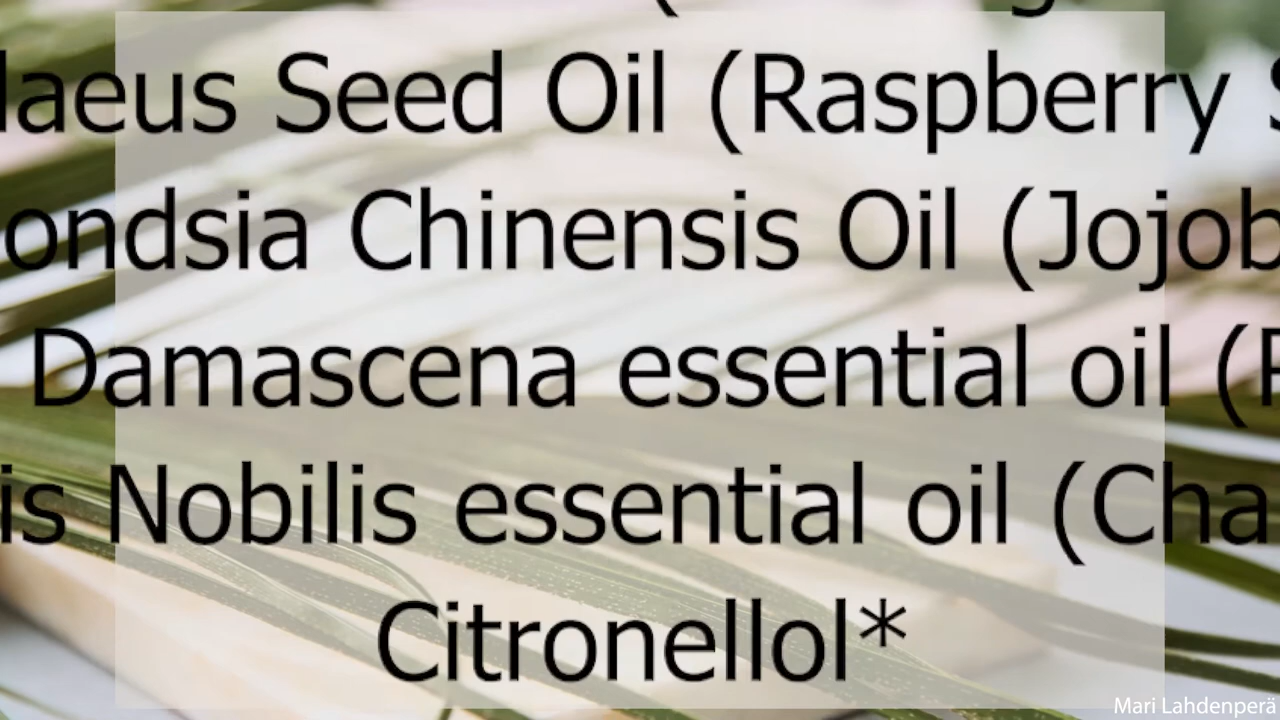 laeus Seed Oil (Raspberry S
ondsia Chinensis Oil (Jojob
Damascena essential oil (
is Nobilis essential oil (Cha
Citronellol*
Mari Lahdenperä